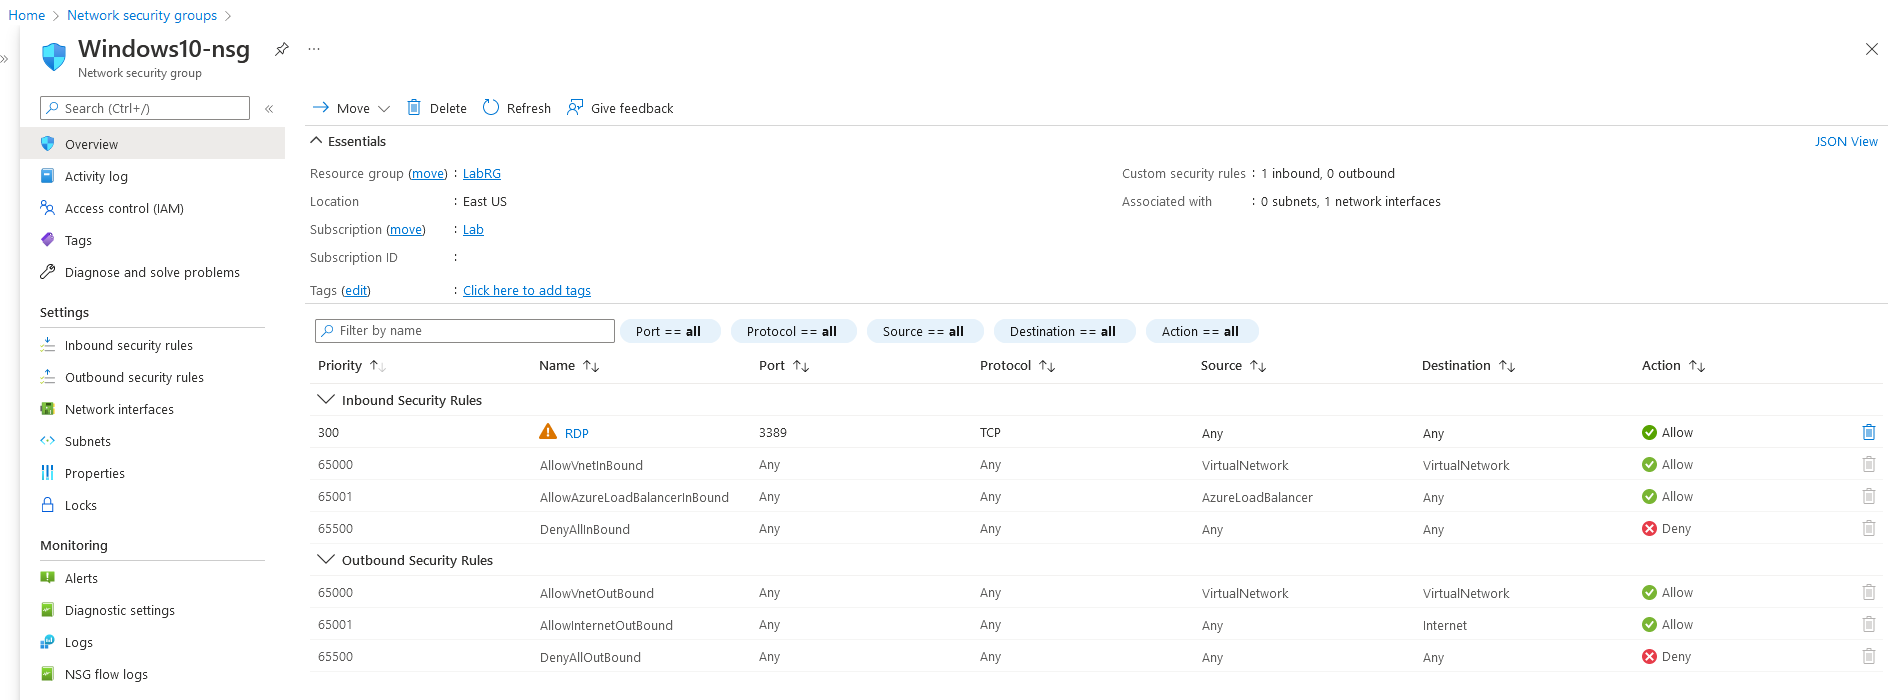 Home > Network security groups >
Windows10-nsg ...
Network security group
Search (Ctrl+/) «
»
Overview
Activity log
Access control (IAM)
Tags
Diagnose and solve problems
Settings
Inbound security rules
Outbound security rules
Network interfaces
Subnets
Properties
Locks
Monitoring
Alerts
Diagnostic settings
Logs
NSG flow logs
Move Delete Refresh Give feedback
Essentials JSON View
Resource group (move) : LabRG
Location : East US
Subscription (move) : Lab
Subscription ID :
Tags (edit) : Click here to add tags
Custom security rules : 1 inbound, 0 outbound
Associated with : 0 subnets, 1 network interfaces
Filter by name Port == all Protocol == all Source == all Destination == all Action == all
Priority ↑↓ Name ↑↓ Port ↑↓ Protocol ↑↓ Source ↑↓ Destination ↑↓ Action ↑↓
Inbound Security Rules
300 RDP 3389 TCP Any Any Allow
65000 AllowVnetInBound Any Any VirtualNetwork VirtualNetwork Allow
65001 AllowAzureLoadBalancerInBound Any Any AzureLoadBalancer Any Allow
65500 DenyAllInBound Any Any Any Any Deny
Outbound Security Rules
65000 AllowVnetOutBound Any Any VirtualNetwork VirtualNetwork Allow
65001 AllowInternetOutBound Any Any Any Internet Allow
65500 DenyAllOutBound Any Any Any Any Deny